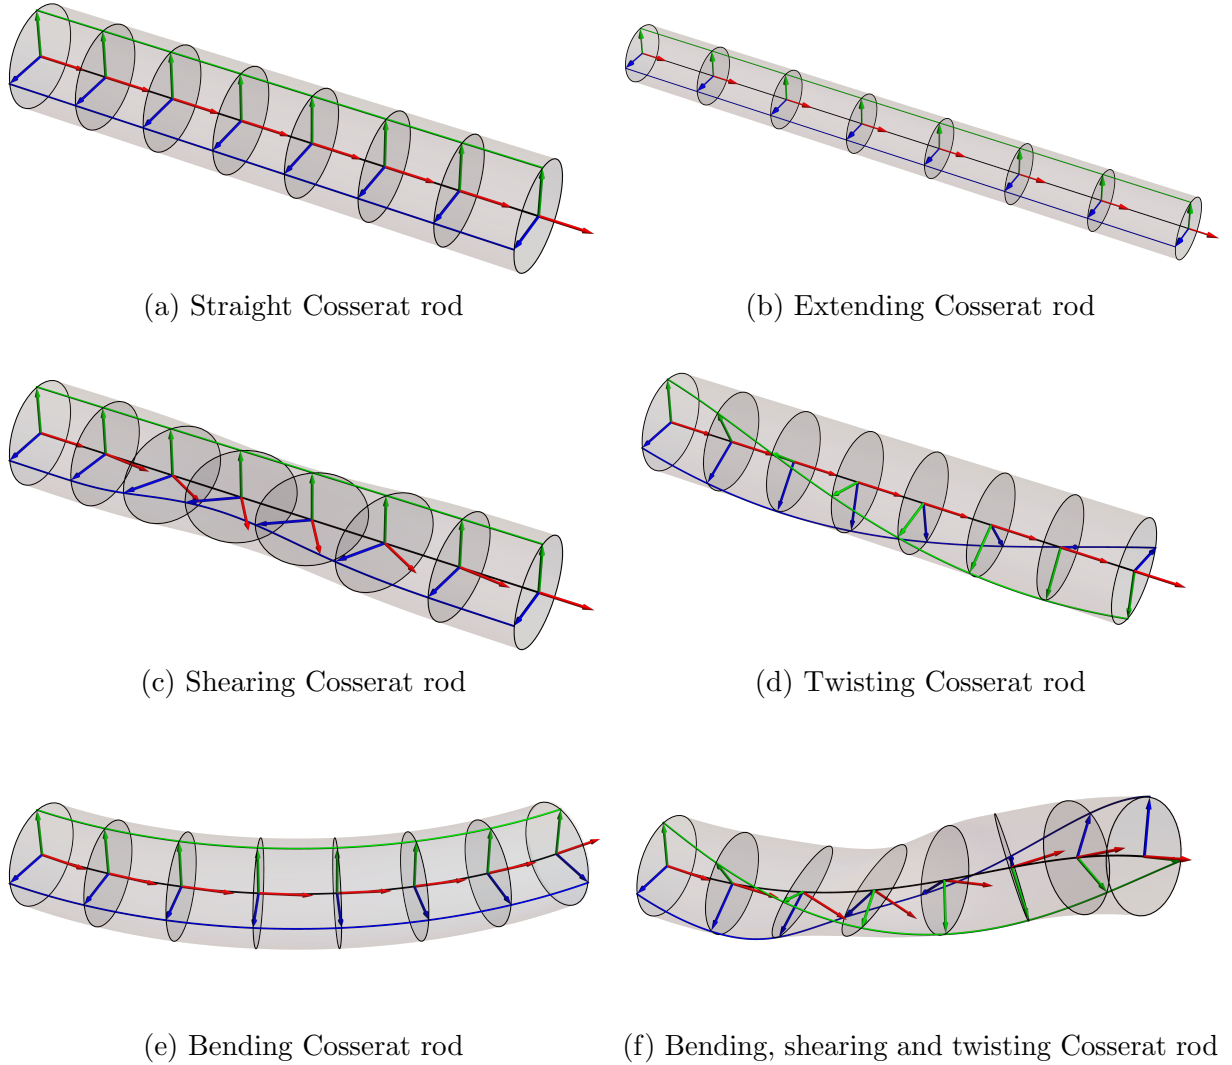 (a) Straight Cosserat rod
(b) Extending Cosserat rod
(c) Shearing Cosserat rod
(d) Twisting Cosserat rod
(e) Bending Cosserat rod
(f) Bending, shearing and twisting Cosserat rod